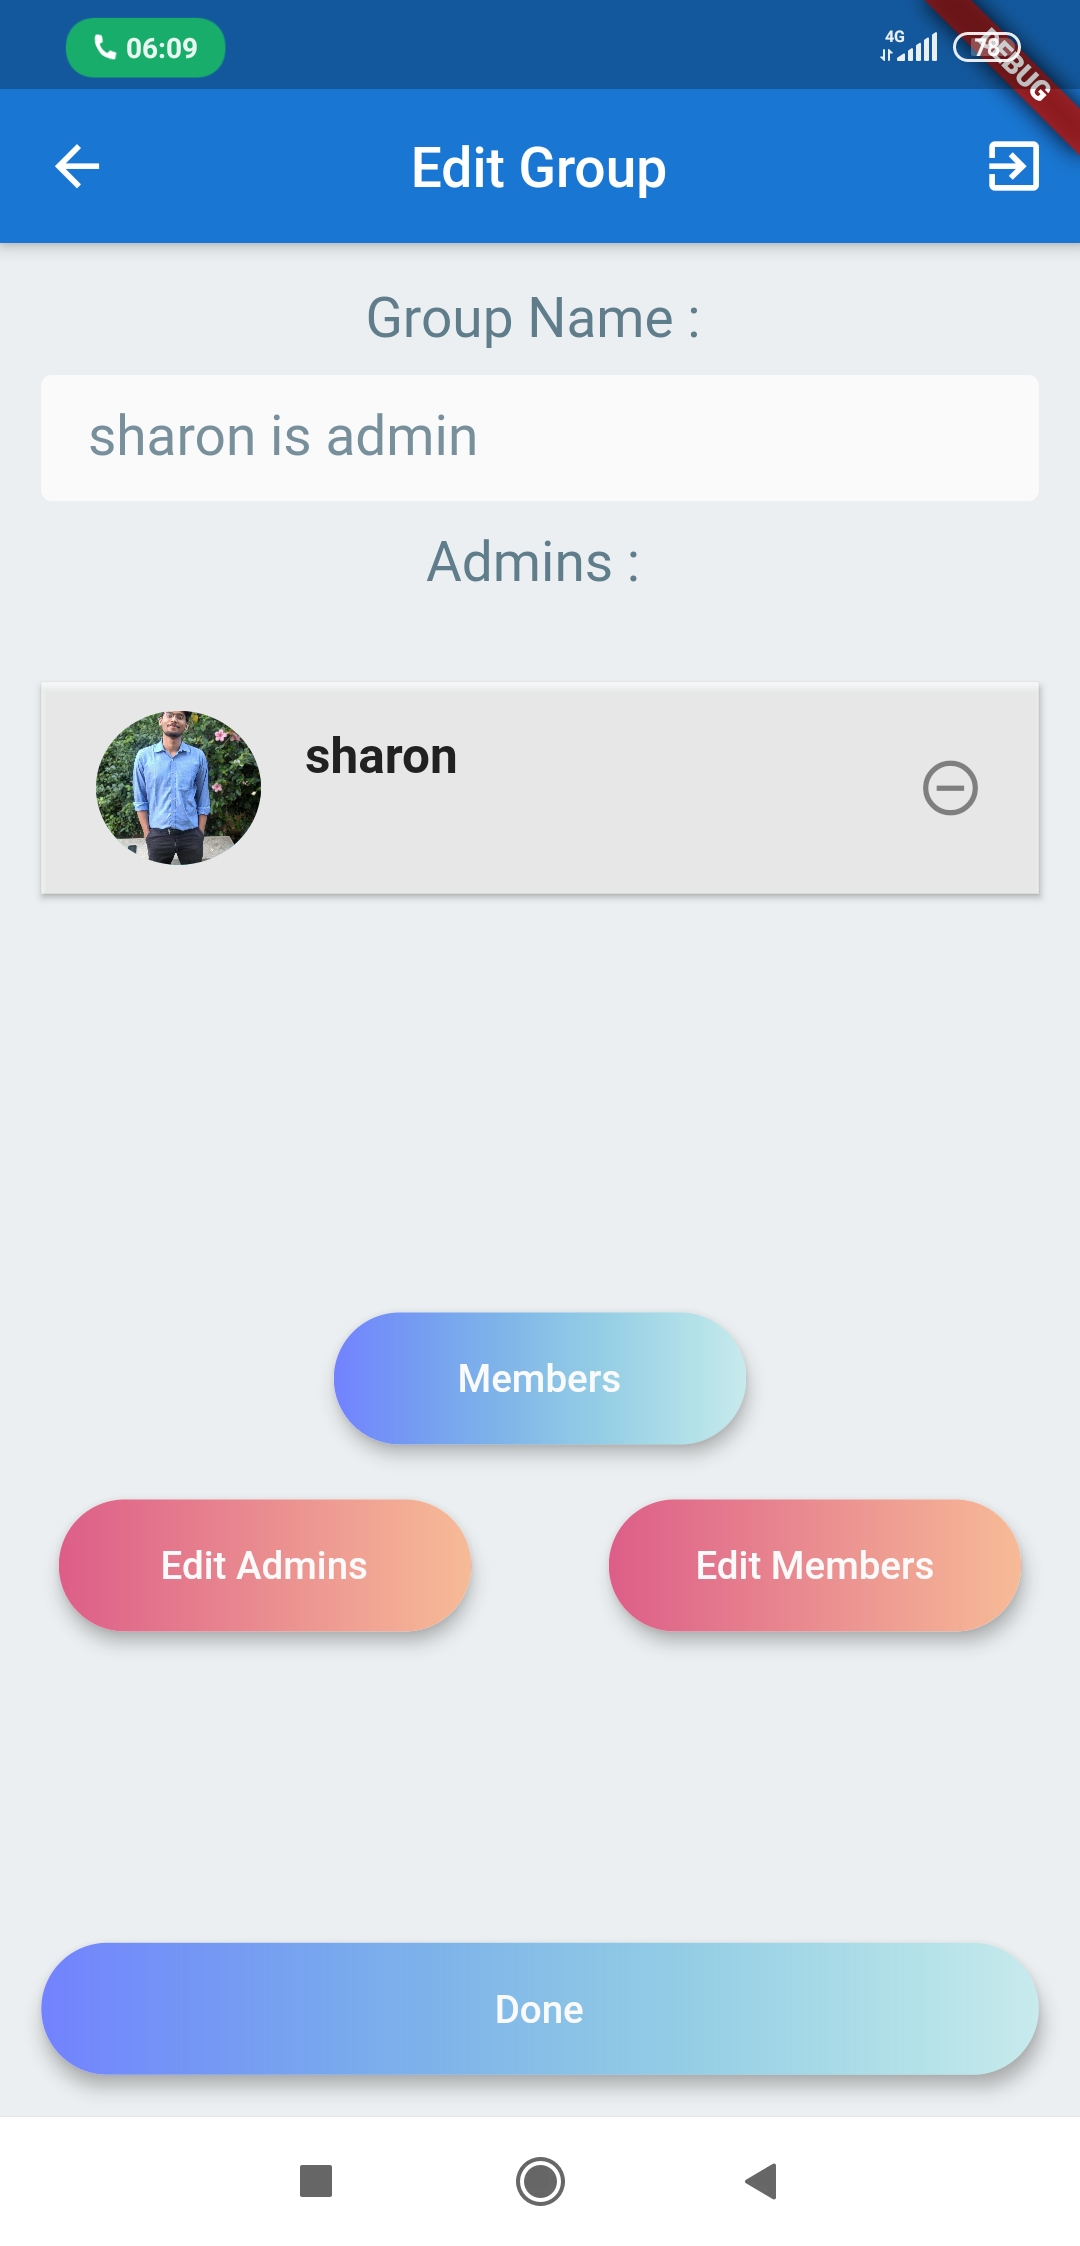 06:09
4G
78
DEBUG
Edit Group
Group Name :
sharon is admin
Admins :
sharon
Members
Edit Admins
Edit Members
Done